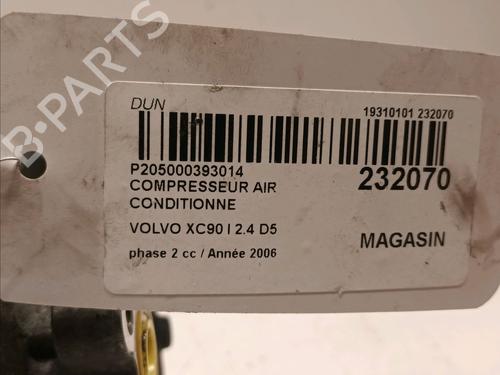 B-PARTS
DUN
19310101 232070
P205000393014
232070
COMPRESSEUR AIR
CONDITIONNE
VOLVO XC90 I 2.4 D5
MAGASIN
phase 2 cc / Année 2006